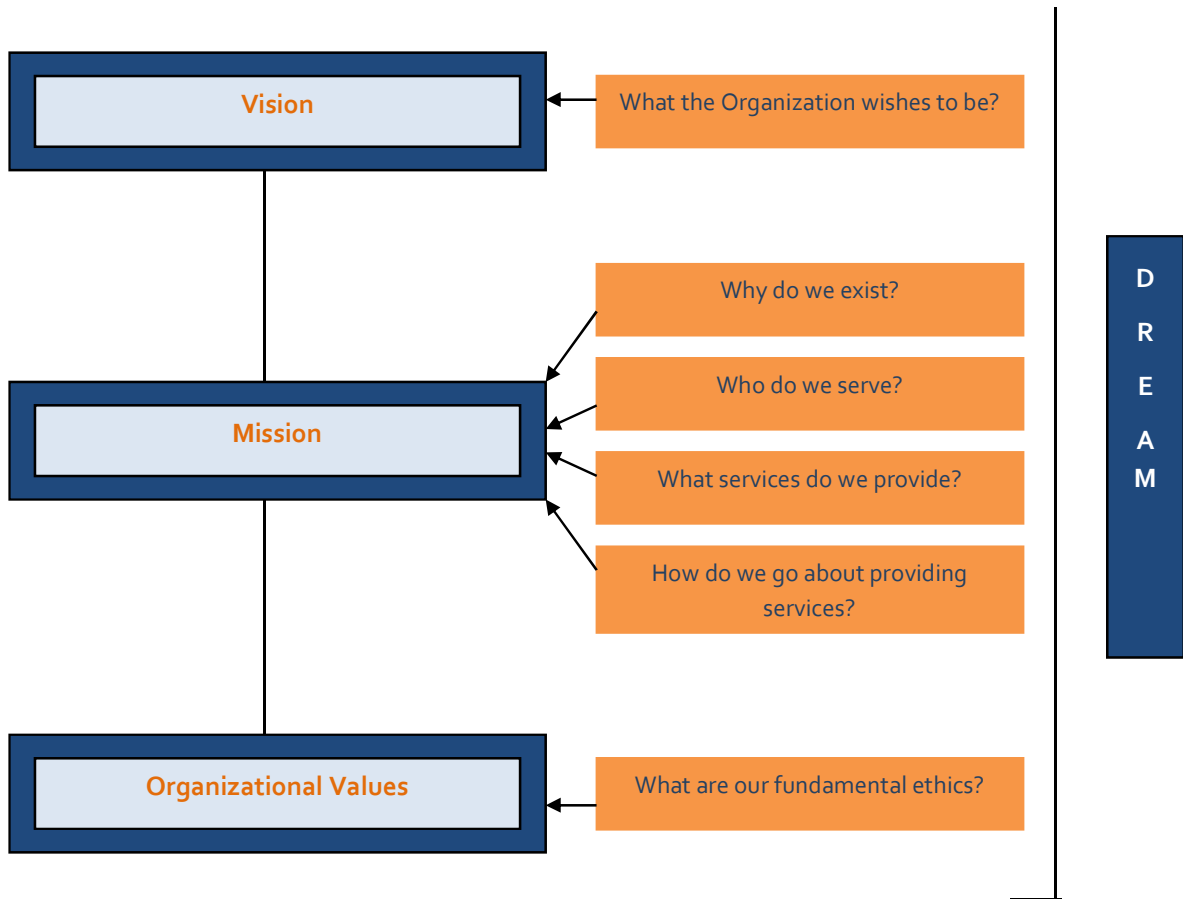 Vision
What the Organization wishes to be?
Why do we exist?
Who do we serve?
Mission
What services do we provide?
How do we go about providing
services?
Organizational Values
What are our fundamental ethics?
D
R
E
A
M